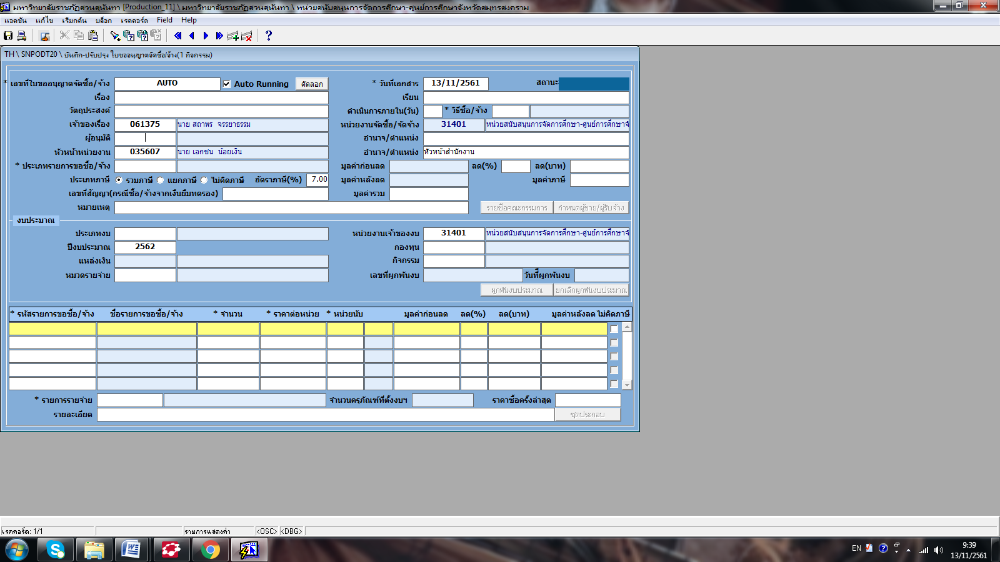 มหาวิทยาลัยราชภัฏสวนสุนันทา [Production_11] \ มหาวิทยาลัยราชภัฏสวนสุนันทา \ หน่วยสนับสนุนการจัดการศึกษา-ศูนย์การศึกษาจังหวัดสมุทรสงคราม
แอคชัน แก้ไข เรียกค้น บล็อก เรคคอร์ด Field Help
TH \ SNPODT20 \ บันทึก-ปรับปรุง ใบขออนุญาตจัดซื้อ/จ้าง(1 กิจกรรม)
* เลขที่ใบขออนุญาตจัดซื้อ/จ้าง AUTO Auto Running คัดลอก * วันที่เอกสาร 13/11/2561 สถานะ
เรื่อง เรียน
วัตถุประสงค์ ดำเนินการภายใน(วัน) * วิธีซื้อ/จ้าง
เจ้าของเรื่อง 061375 นาย สถาพร จรรยาธรรม หน่วยงานจัดซื้อ/จัดจ้าง 31401 หน่วยสนับสนุนการจัดการศึกษา-ศูนย์การศึกษาจั
ผู้อนุมัติ อำนาจ/ตำแหน่ง
หัวหน้าหน่วยงาน 035607 นาย เอกชน น้อยเงิน อำนาจ/ตำแหน่ง หัวหน้าสำนักงาน
* ประเภทรายการขอซื้อ/จ้าง มูลค่าก่อนลด ลด(%) ลด(บาท)
ประเภทภาษี รวมภาษี แยกภาษี ไม่คิดภาษี อัตราภาษี(%) 7.00 มูลค่าหลังลด มูลค่าภาษี
เลขที่สัญญา(กรณีซื้อ/จ้างจากเงินยืมทดรอง) มูลค่ารวม
หมายเหตุ รายชื่อคณะกรรมการ กำหนดผู้ขาย/ผู้รับจ้าง
งบประมาณ
ประเภทงบ หน่วยงานเจ้าของงบ 31401 หน่วยสนับสนุนการจัดการศึกษา-ศูนย์การศึกษาจั
ปีงบประมาณ 2562 กองทุน
แหล่งเงิน กิจกรรม
หมวดรายจ่าย เลขที่ผูกพันงบ วันที่ผูกพันงบ
ผูกพันงบประมาณ ยกเลิกผูกพันงบประมาณ
* รหัสรายการขอซื้อ/จ้าง ชื่อรายการขอซื้อ/จ้าง * จำนวน * ราคาต่อหน่วย * หน่วยนับ มูลค่าก่อนลด ลด(%) ลด(บาท) มูลค่าหลังลด ไม่คิดภาษี
* รายการรายจ่าย จำนวนครุภัณฑ์ที่ตั้งงบฯ ราคาซื้อครั้งล่าสุด
รายละเอียด ชุดประกอบ
เรคคอร์ด: 1/1 รายการแสดงค่า <OSC> <DBG>
EN 9:39
13/11/2561